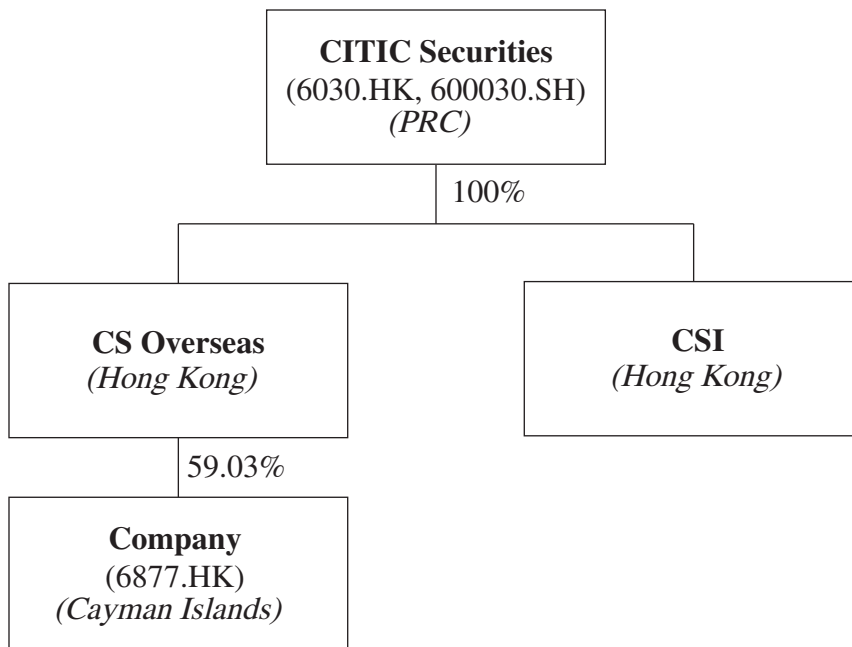 CITIC Securities
(6030.HK, 600030.SH)
(PRC)
100%
CS Overseas
(Hong Kong)
CSI
(Hong Kong)
59.03%
Company
(6877.HK)
(Cayman Islands)